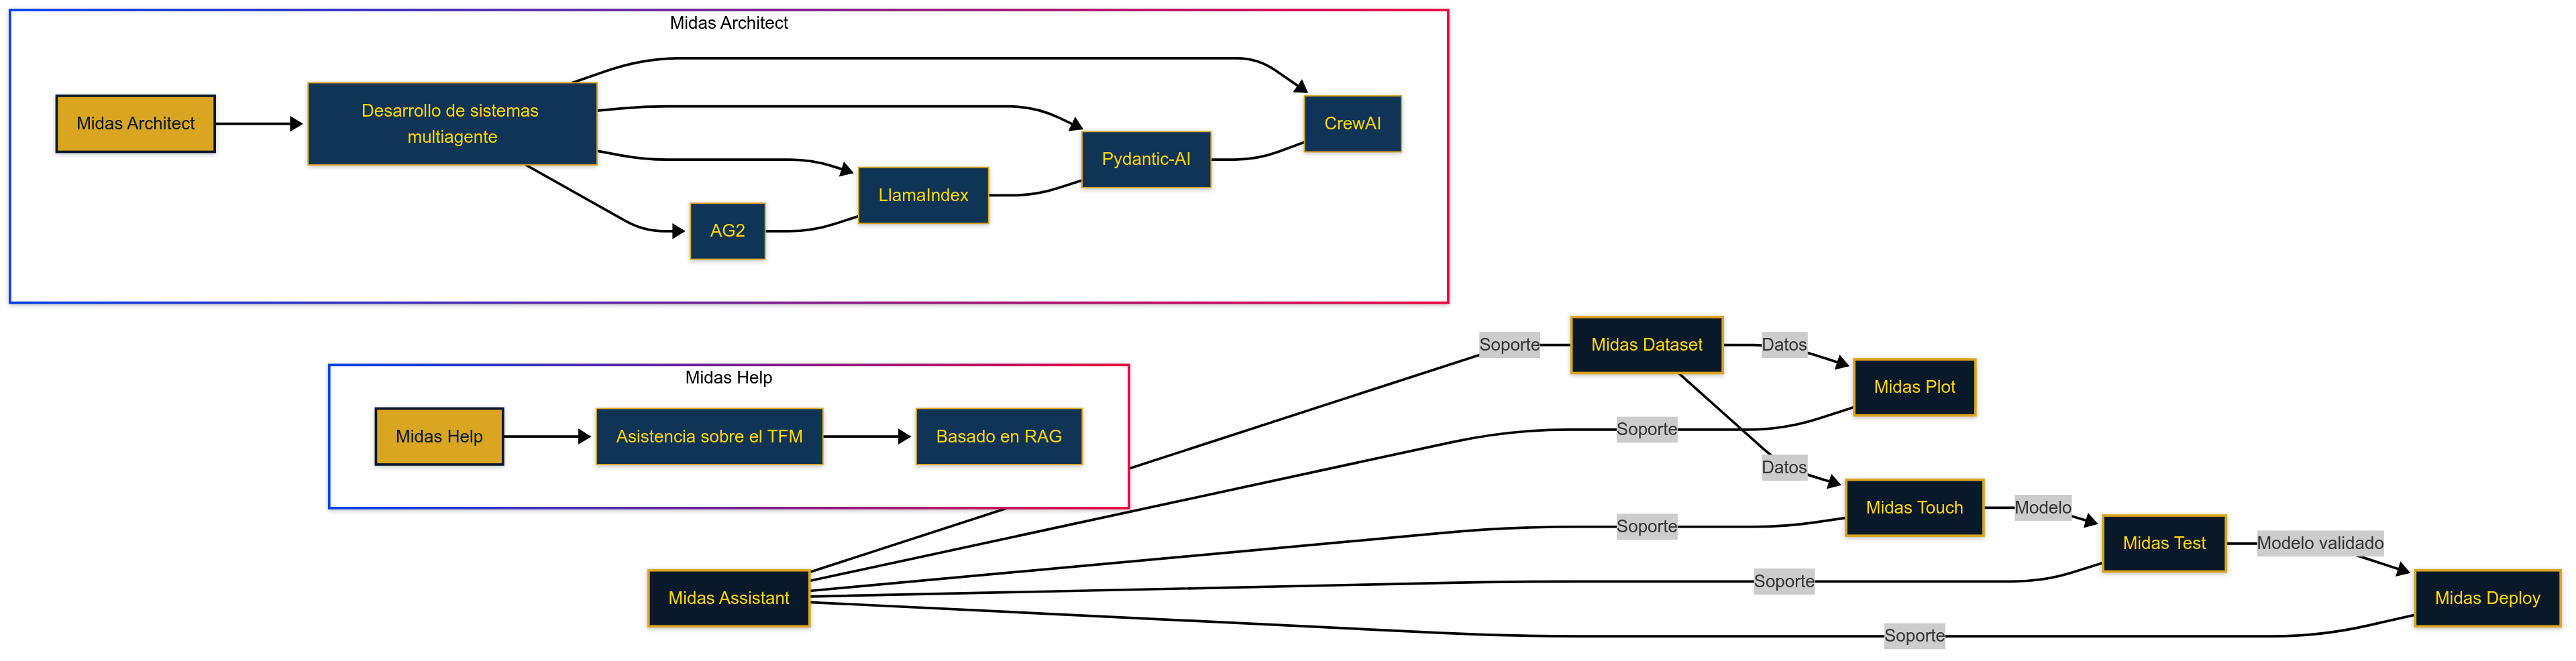 Midas Architect
Midas Architect
Desarrollo de sistemas
multiagente
CrewAI
Pydantic-AI
LlamaIndex
AG2
Midas Help
Midas Help
Asistencia sobre el TFM
Basado en RAG
Midas Assistant
Soporte
Midas Dataset
Datos
Midas Plot
Soporte
Datos
Midas Touch
Soporte
Modelo
Midas Test
Soporte
Modelo validado
Midas Deploy
Soporte